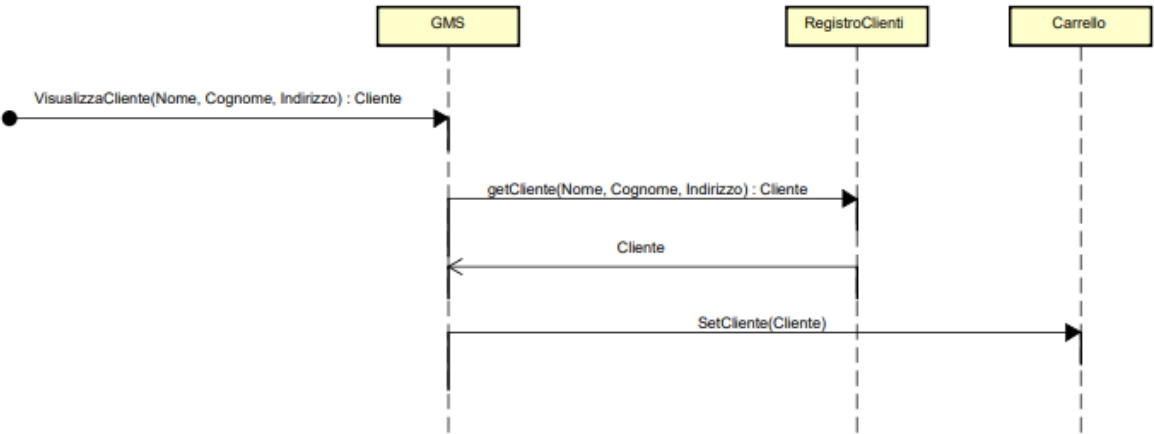 GMS
RegistroClienti
Carrello
VisualizzaCliente(Nome, Cognome, Indirizzo) : Cliente
getCliente(Nome, Cognome, Indirizzo) : Cliente
Cliente
SetCliente(Cliente)